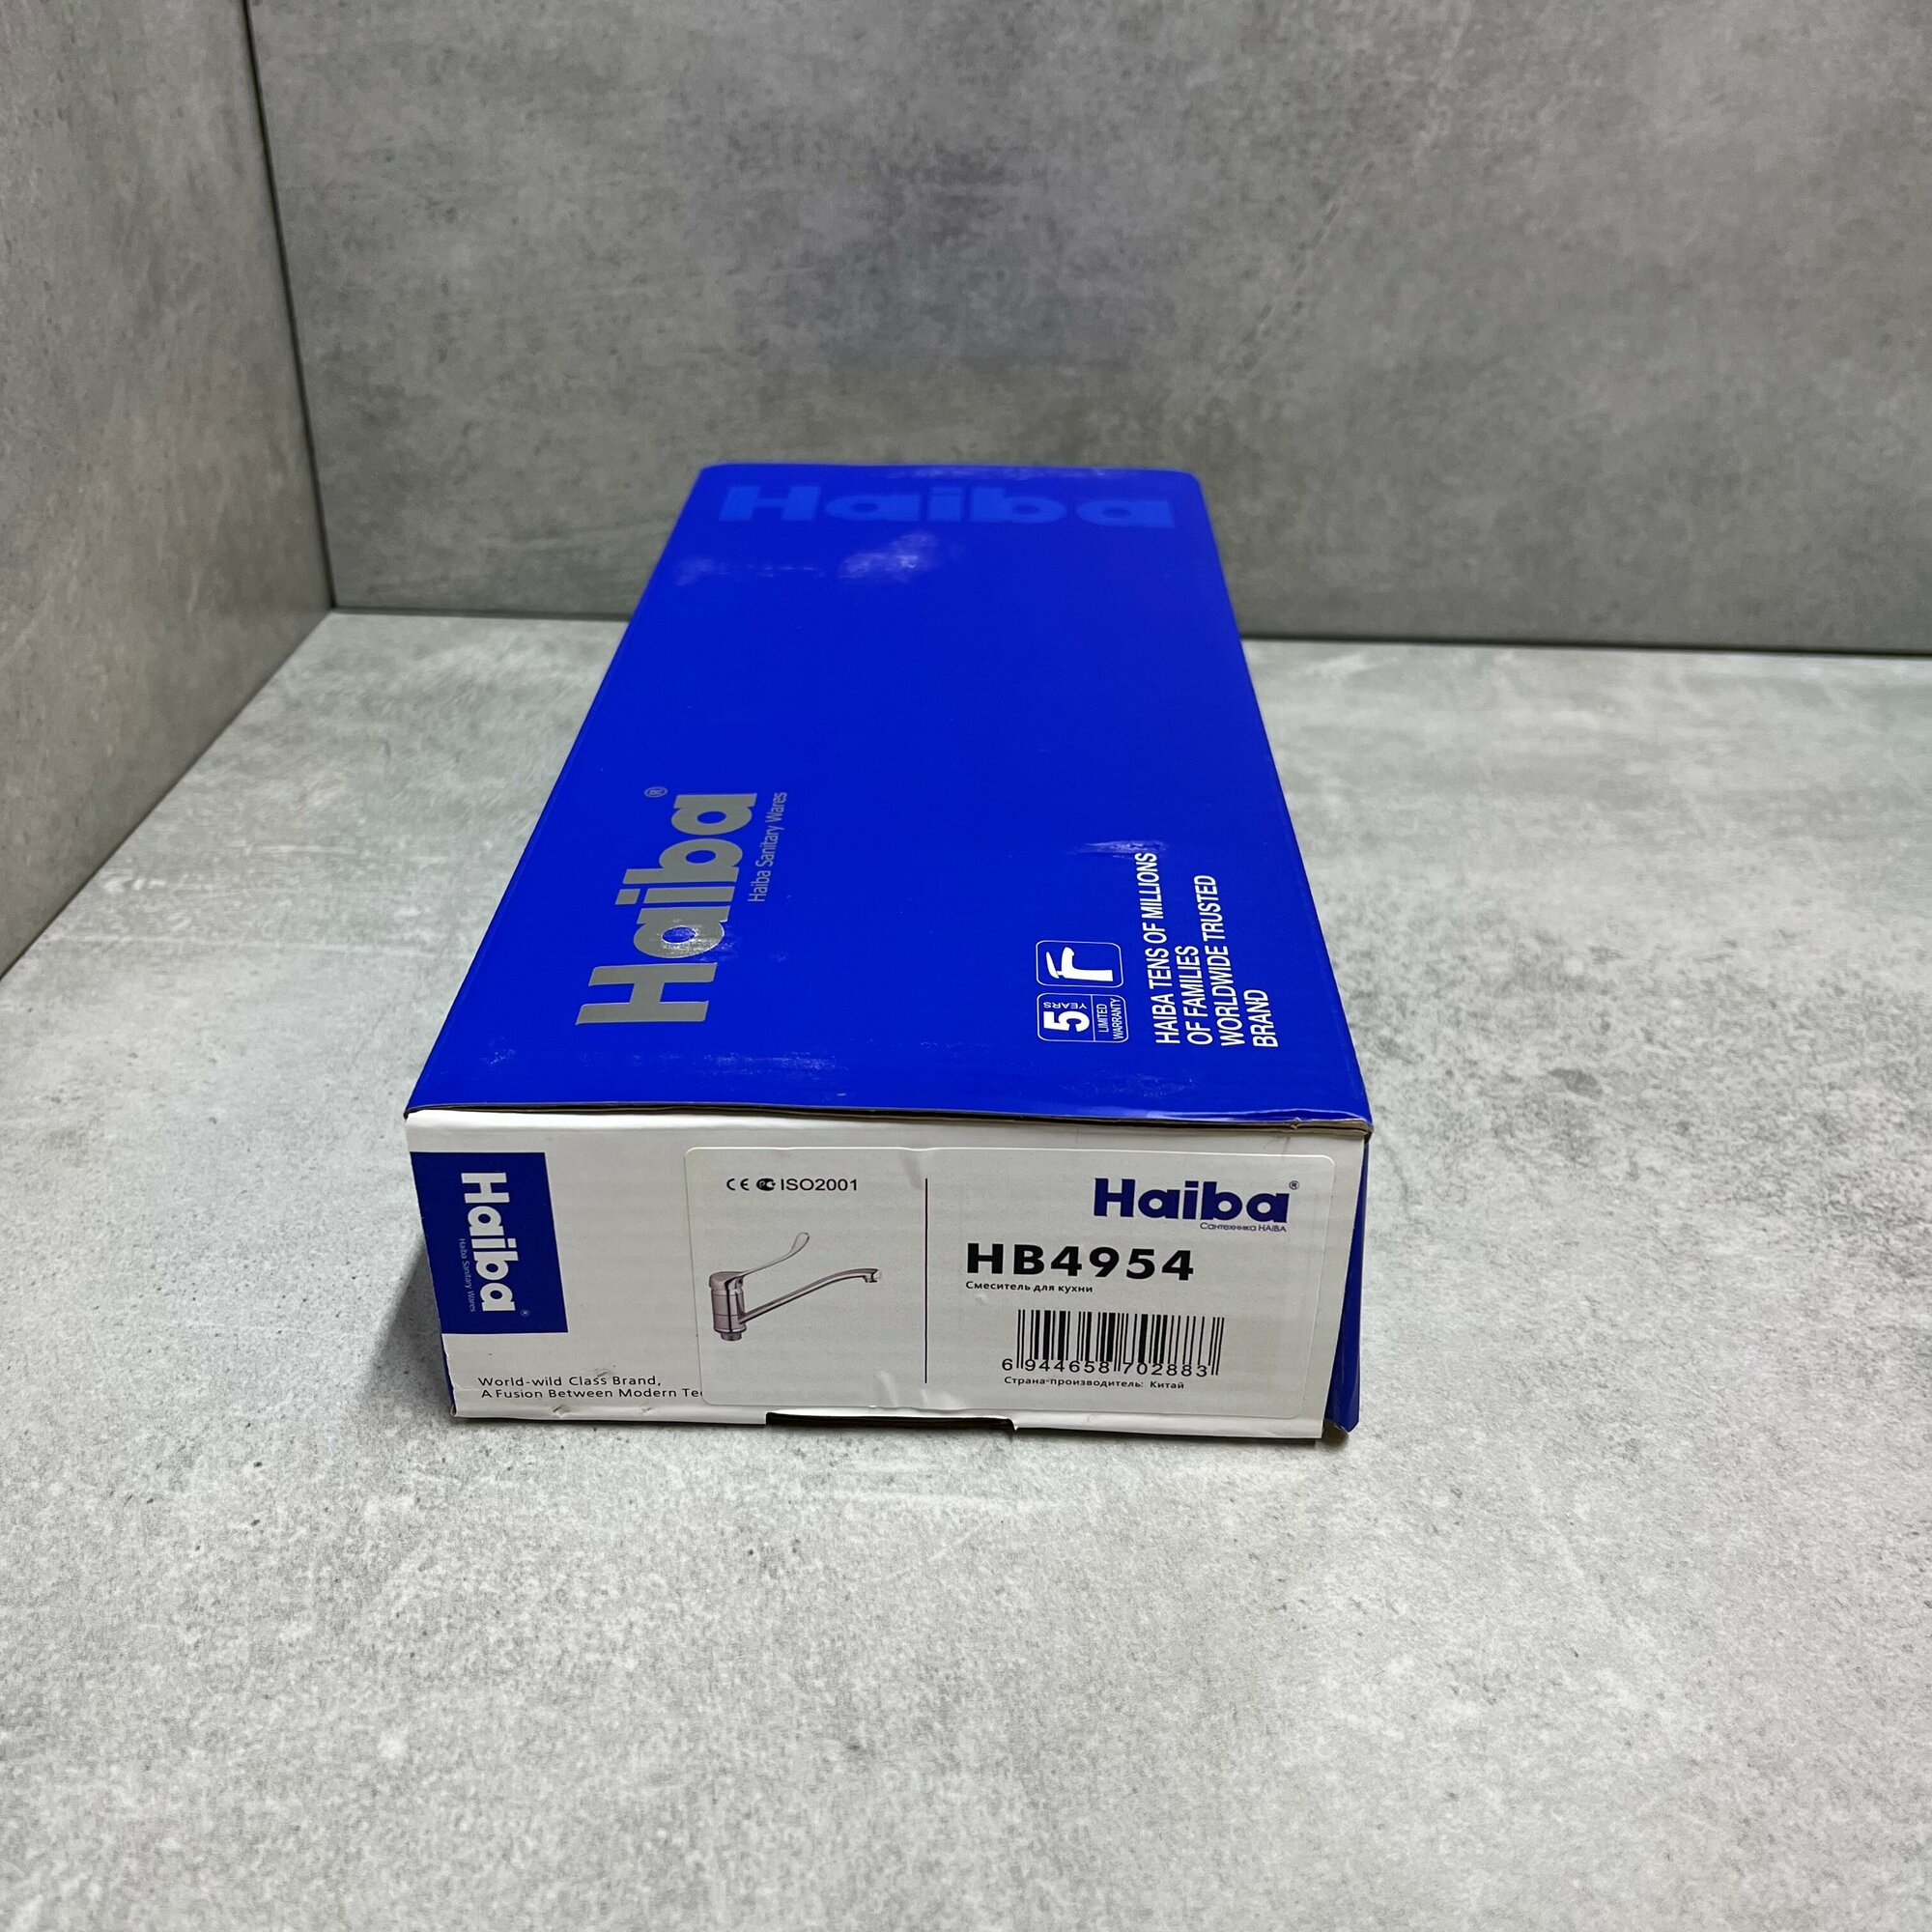 Haiba
Haiba®
Haiba Sanitary Wares
5 YEARS
LIMITED
WARRANTY
HAIBA TENS OF MILLIONS
OF FAMILIES
WORLDWIDE TRUSTED
BRAND
Haiba®
Haiba Sanitary Wares
World-wild Class Brand,
A Fusion Between Modern
CE PC ISO2001
Haiba®
Сантехника HAIBA
HB4954
Смеситель для кухни
6 944658 702883
Страна-производитель: Китай